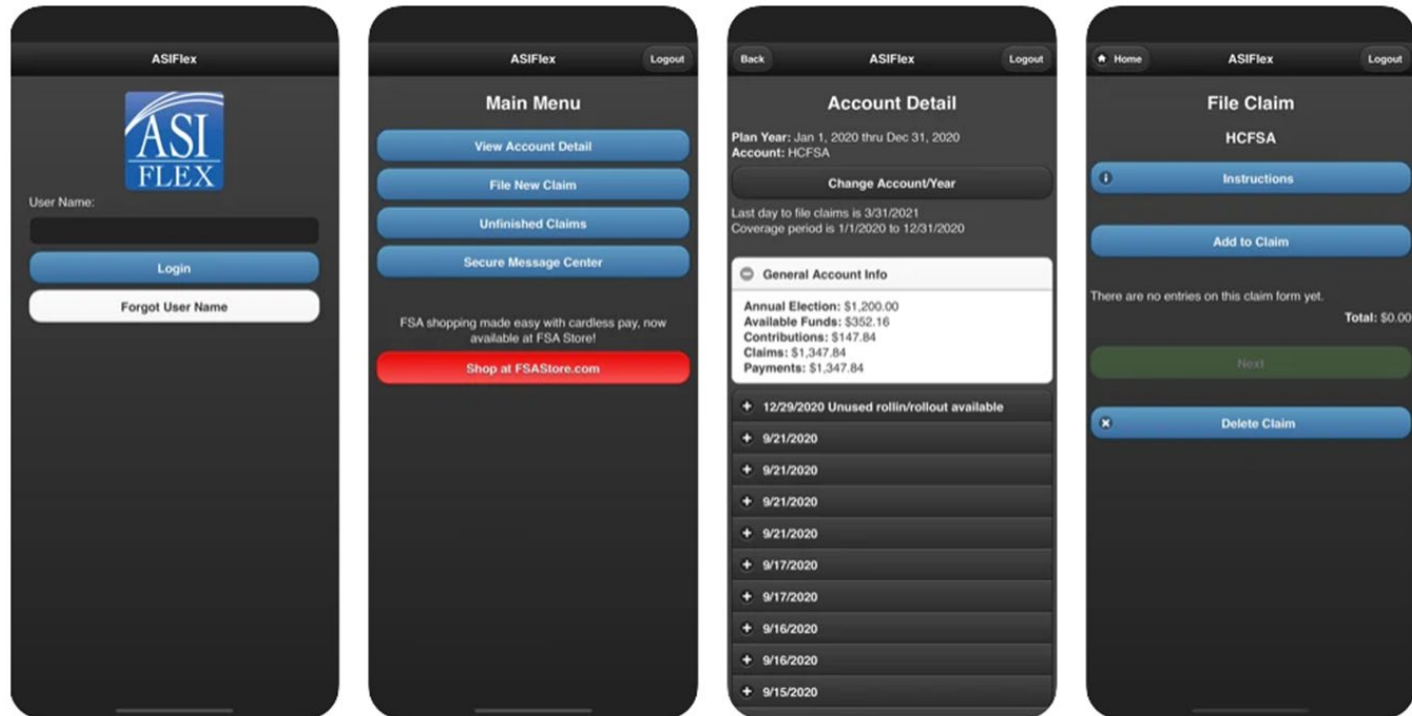 ASIFlex
ASI
FLEX
User Name:
Login
Forgot User Name
ASIFlex
Logout
Main Menu
View Account Detail
File New Claim
Unfinished Claims
Secure Message Center
FSA shopping made easy with cardless pay, now
available at FSA Store!
Shop at FSAStore.com
Back
ASIFlex
Logout
Account Detail
Plan Year: Jan 1, 2020 thru Dec 31, 2020
Account: HCFSA
Change Account/Year
Last day to file claims is 3/31/2021
Coverage period is 1/1/2020 to 12/31/2020
General Account Info
Annual Election: $1,200.00
Available Funds: $352.16
Contributions: $147.84
Claims: $1,347.84
Payments: $1,347.84
12/29/2020 Unused rollin/rollout available
9/21/2020
9/21/2020
9/21/2020
9/21/2020
9/17/2020
9/17/2020
9/16/2020
9/16/2020
9/15/2020
Home
ASIFlex
Logout
File Claim
HCFSA
Instructions
Add to Claim
There are no entries on this claim form yet.
Total: $0.00
Next
Delete Claim